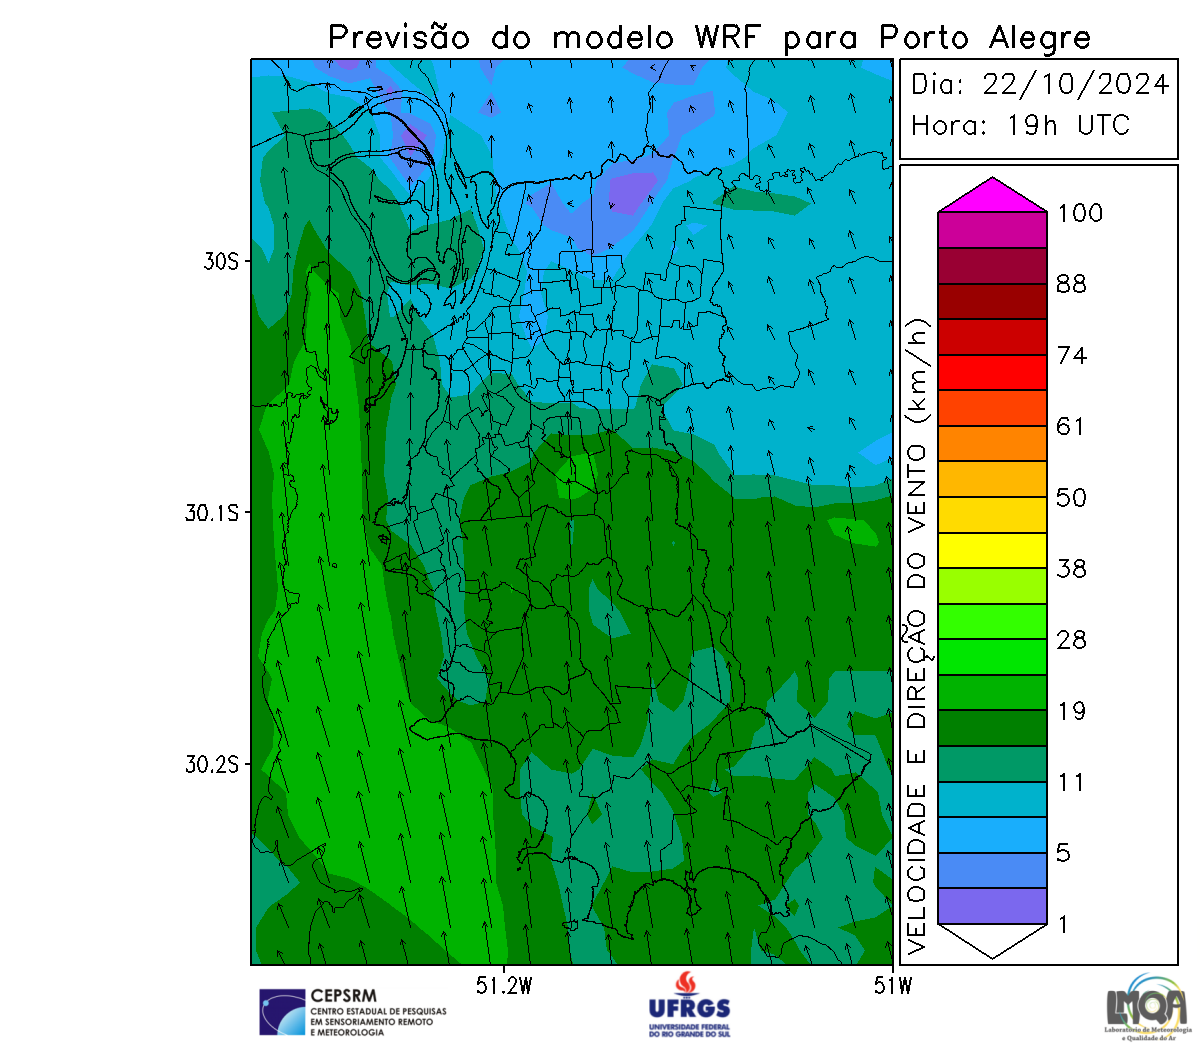 Previsão do modelo WRF para Porto Alegre
Dia: 22/10/2024
Hora: 19h UTC
VELOCIDADE E DIREÇÃO DO VENTO (km/h)
100
88
74
61
50
38
28
19
11
5
1
30S
30.1S
30.2S
51.2W
51W
CEPSRM
CENTRO ESTADUAL DE PESQUISAS
EM SENSORIAMENTO REMOTO
E METEOROLOGIA
UFRGS
UNIVERSIDADE FEDERAL
DO RIO GRANDE DO SUL
LMQA
Laboratório de Meteorologia
e Qualidade do Ar